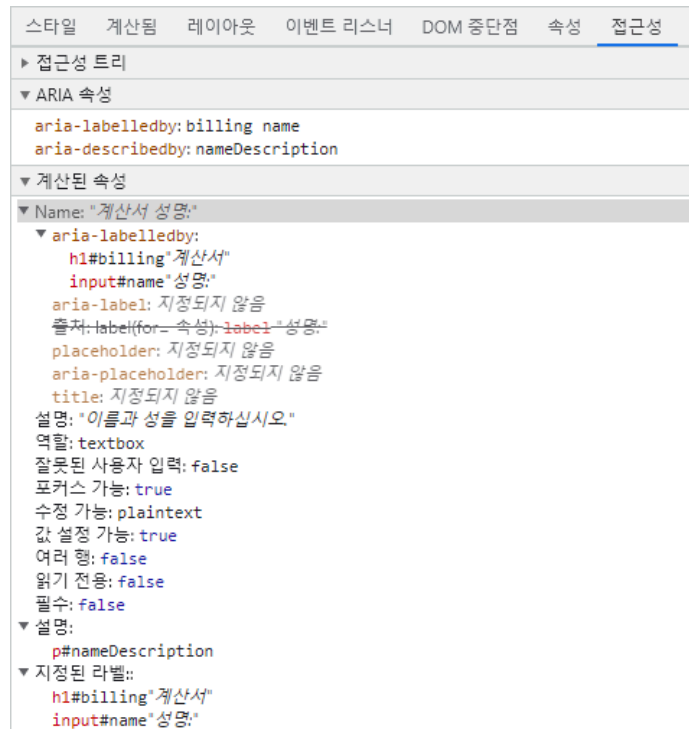 스타일 계산됨 레이아웃 이벤트 리스너 DOM 중단점 속성 접근성
▶ 접근성 트리
▼ ARIA 속성
aria-labelledby: billing name
aria-describedby: nameDescription
▼ 계산된 속성
▼ Name: "계산서 성명:"
▼ aria-labelledby:
h1#billing"계산서"
input#name"성명:"
aria-label: 지정되지 않음
출처: label(for= 속성): label "성명:"
placeholder: 지정되지 않음
aria-placeholder: 지정되지 않음
title: 지정되지 않음
설명: "이름과 성을 입력하십시오."
역할: textbox
잘못된 사용자 입력: false
포커스 가능: true
수정 가능: plaintext
값 설정 가능: true
여러 행: false
읽기 전용: false
필수: false
▼ 설명:
p#nameDescription
▼ 지정된 라벨::
h1#billing"계산서"
input#name"성명:"